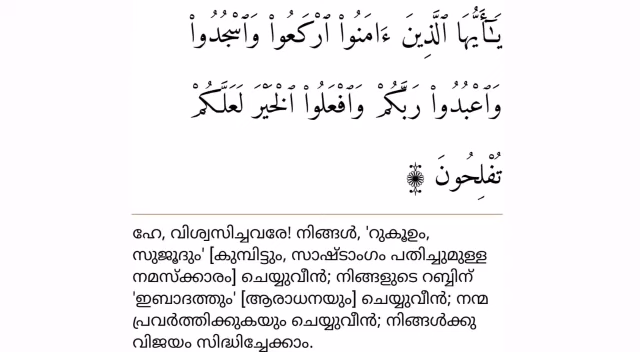 يَـٰٓأَيُّهَا ٱلَّذِينَ ءَامَنُوا۟ ٱرْكَعُوا۟ وَٱسْجُدُوا۟
وَٱعْبُدُوا۟ رَبَّكُمْ وَٱفْعَلُوا۟ ٱلْخَيْرَ لَعَلَّكُمْ
تُفْلِحُونَ ۞
ഹേ, വിശ്വസിച്ചവരേ! നിങ്ങൾ, 'റുകൂഉം,
സുജൂദും' [കുമ്പിട്ടും, സാഷ്ടാംഗം പതിച്ചുമുള്ള
നമസ്ക്കാരം] ചെയ്യുവീൻ; നിങ്ങളുടെ റബ്ബിന്
'ഇബാദത്തും' [ആരാധനയും] ചെയ്യുവീൻ; നന്മ
പ്രവർത്തിക്കുകയും ചെയ്യുവീൻ; നിങ്ങൾക്കു
വിജയം സിദ്ധിച്ചേക്കാം.